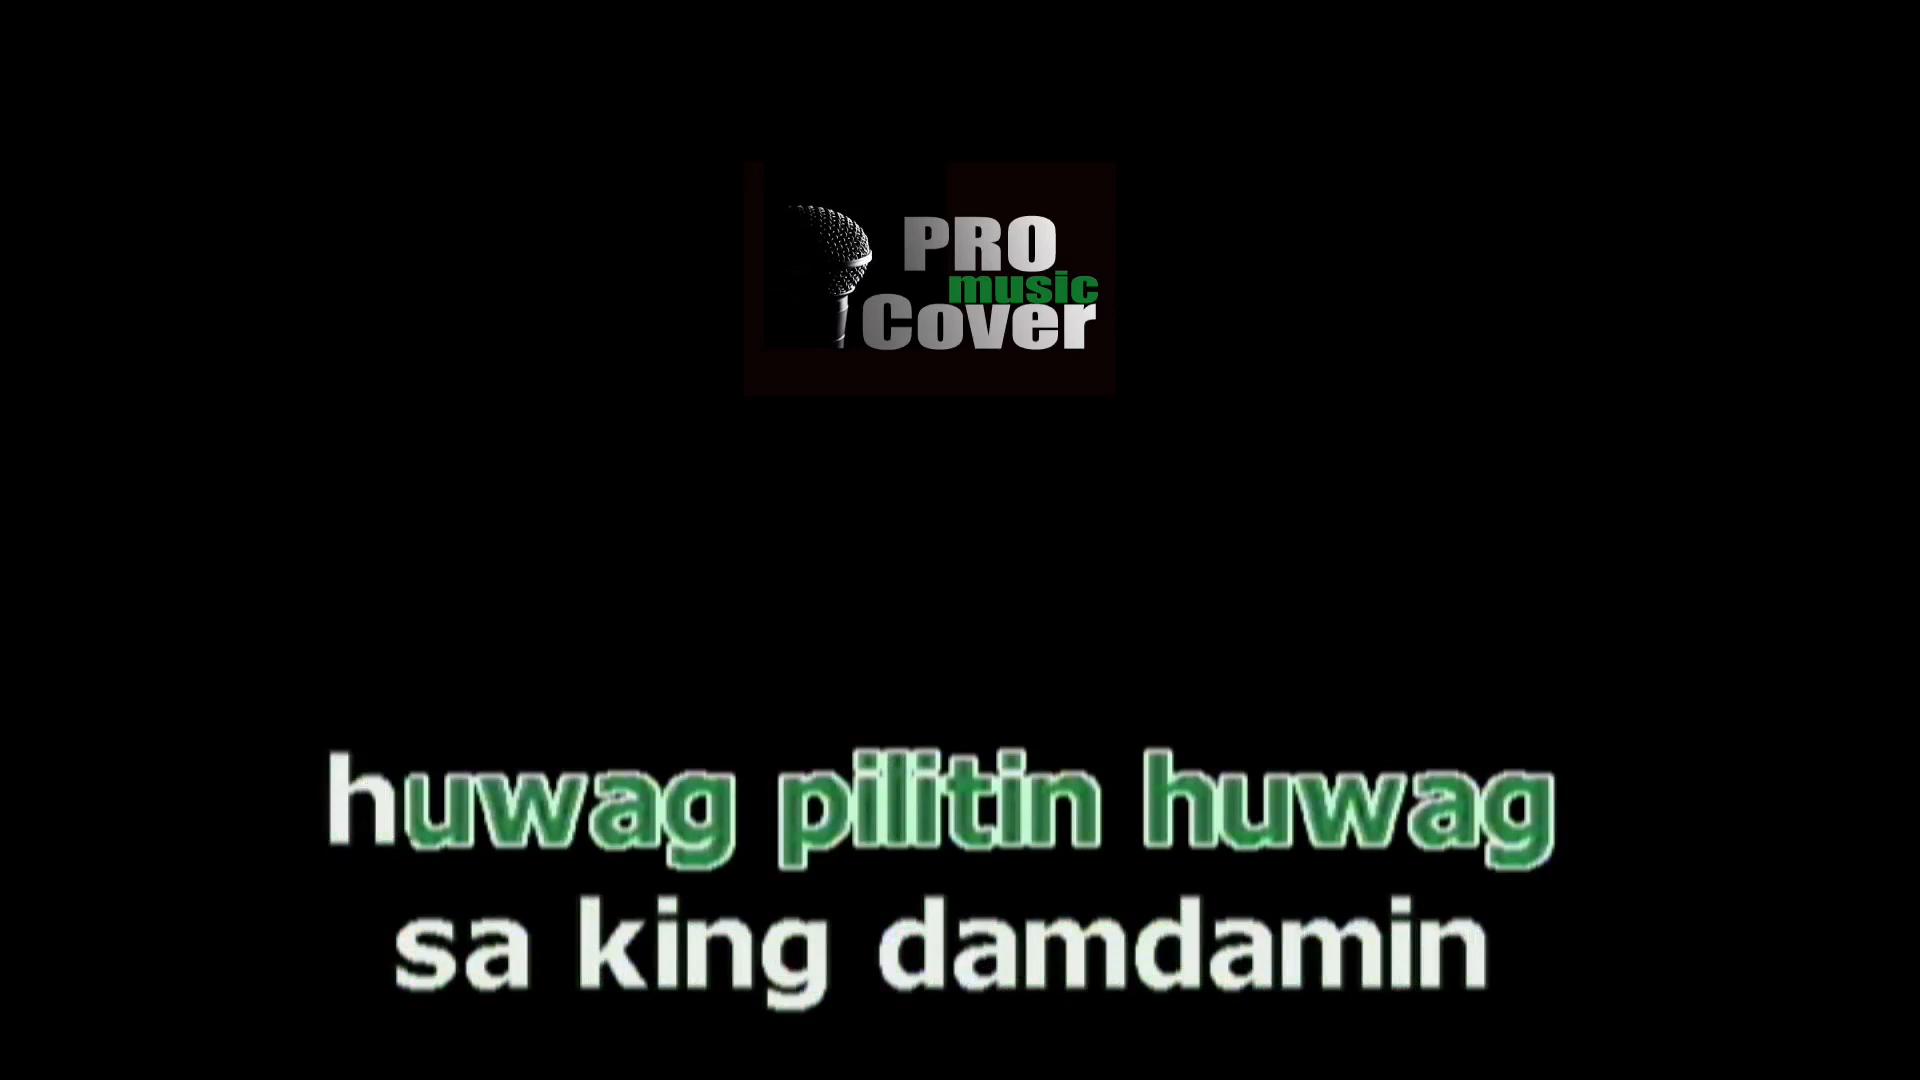 PRO
music
Cover
huwag pilitin huwag
sa king damdamin